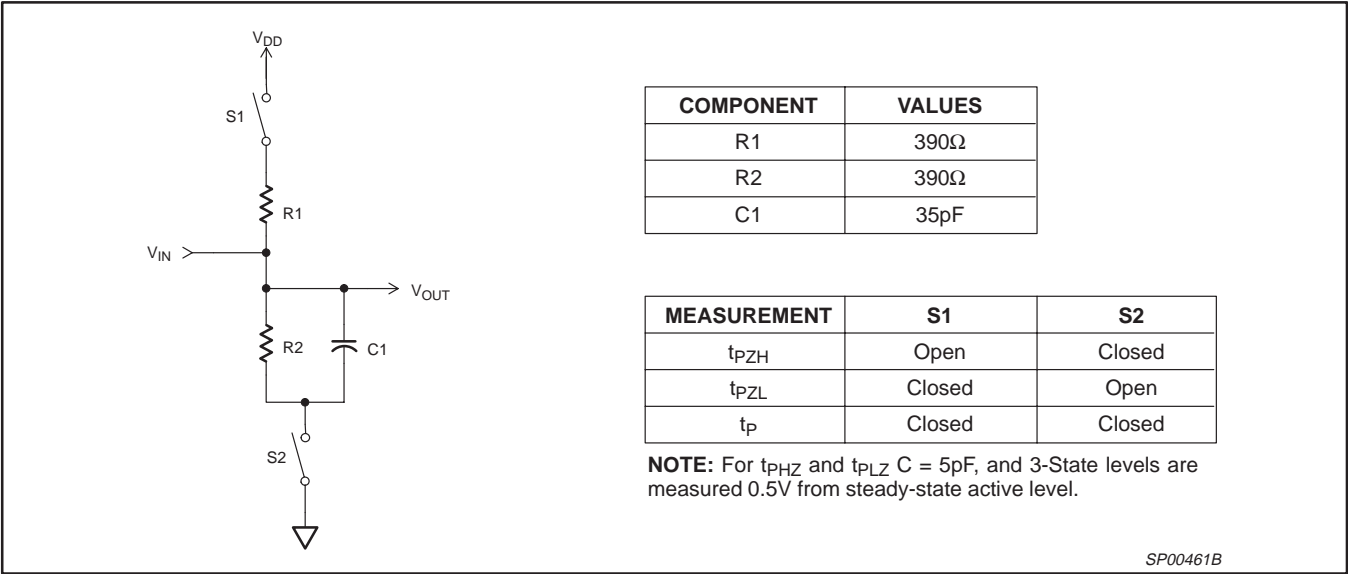 VDD
S1
R1
VIN
VOUT
R2
C1
S2
COMPONENT VALUES
R1 390Ω
R2 390Ω
C1 35pF
MEASUREMENT S1 S2
tPZH Open Closed
tPZL Closed Open
tP Closed Closed
NOTE: For tPHZ and tPLZ C = 5pF, and 3-State levels are
measured 0.5V from steady-state active level.
SP00461B